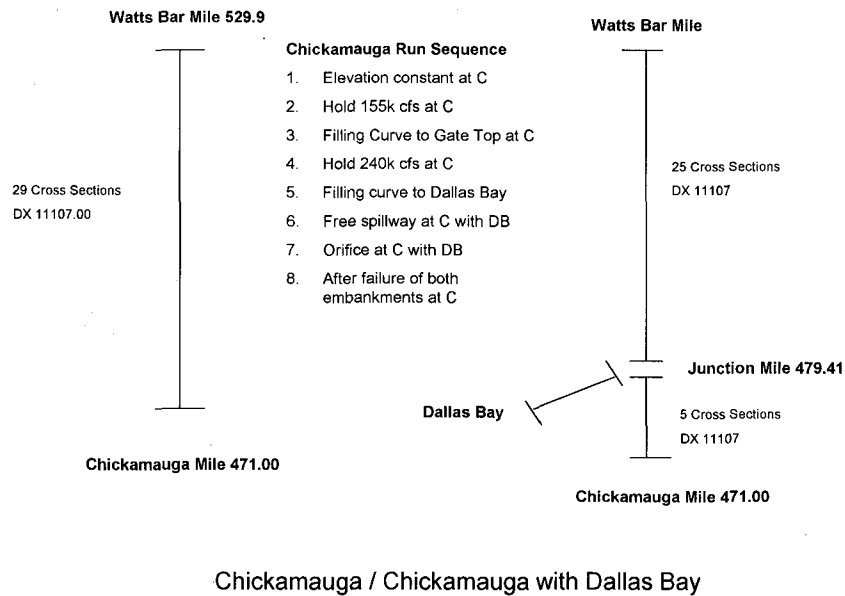 Watts Bar Mile 529.9
29 Cross Sections
DX 11107.00
Chickamauga Mile 471.00
Chickamauga Run Sequence
1. Elevation constant at C
2. Hold 155k cfs at C
3. Filling Curve to Gate Top at C
4. Hold 240k cfs at C
5. Filling curve to Dallas Bay
6. Free spillway at C with DB
7. Orifice at C with DB
8. After failure of both
embankments at C
Watts Bar Mile
25 Cross Sections
DX 11107
Junction Mile 479.41
Dallas Bay
5 Cross Sections
DX 11107
Chickamauga Mile 471.00
Chickamauga / Chickamauga with Dallas Bay